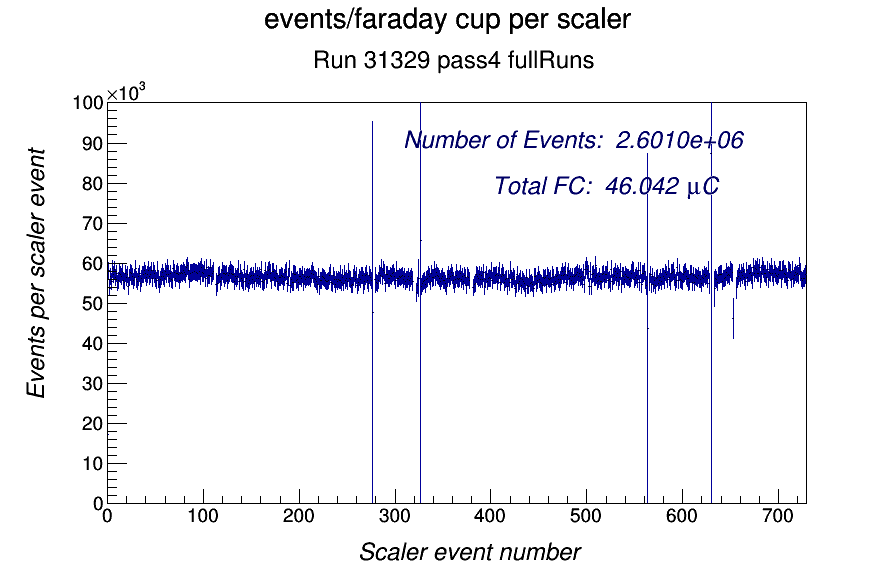 events/faraday cup per scaler
Run 31329 pass4 fullRuns
×10³
100
90
80
70
60
50
40
30
20
10
0
Events per scaler event
Number of Events: 2.6010e+06
Total FC: 46.042 μC
0 100 200 300 400 500 600 700
Scaler event number